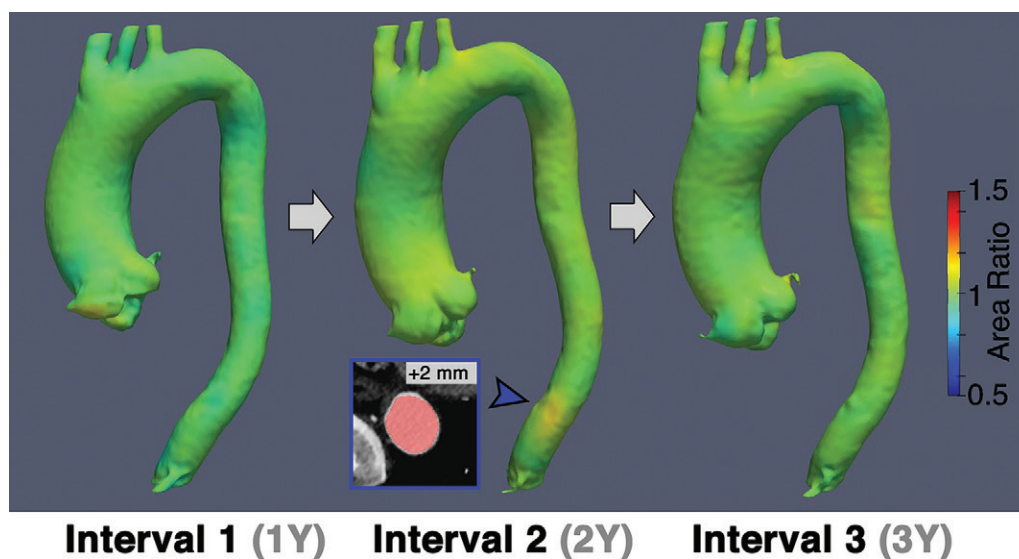 +2 mm
1.5
1
0.5
Area Ratio
Interval 1 (1Y)
Interval 2 (2Y)
Interval 3 (3Y)